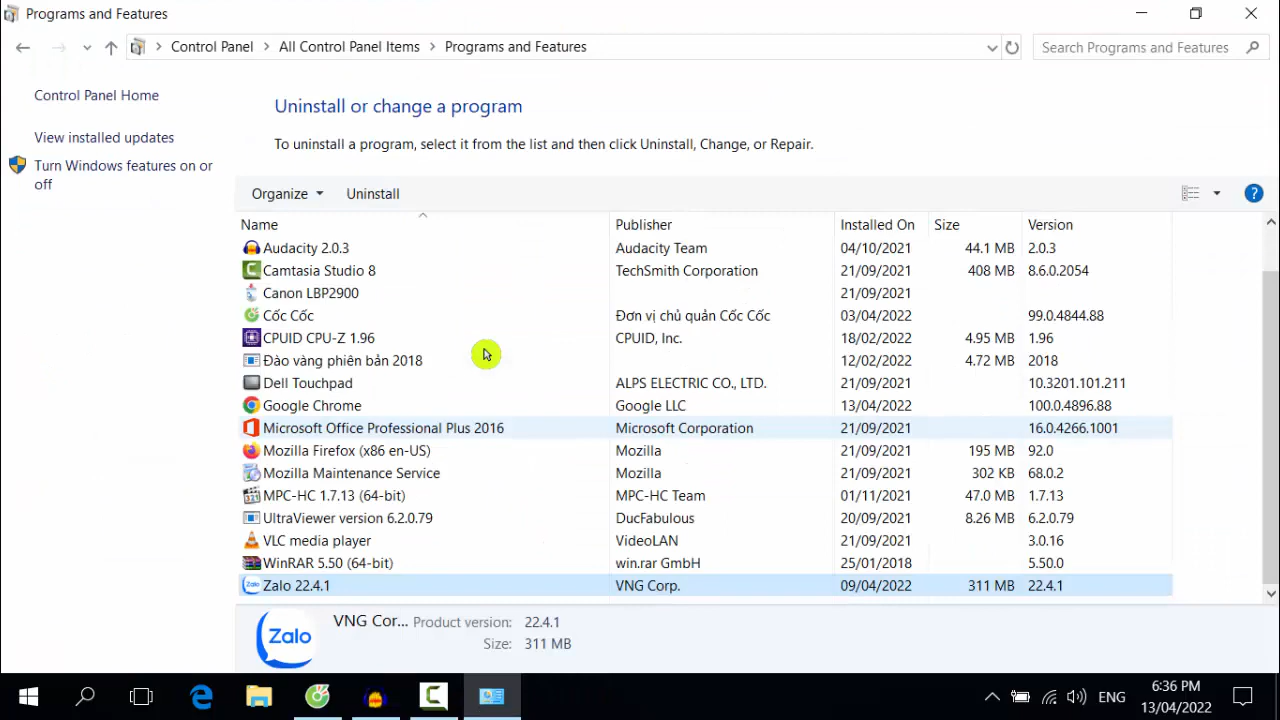 Programs and Features
Control Panel > All Control Panel Items > Programs and Features
Search Programs and Features
Control Panel Home
View installed updates
Turn Windows features on or
off
Uninstall or change a program
To uninstall a program, select it from the list and then click Uninstall, Change, or Repair.
Organize Uninstall ?
Name Publisher Installed On Size Version
Audacity 2.0.3 Audacity Team 04/10/2021 44.1 MB 2.0.3
Camtasia Studio 8 TechSmith Corporation 21/09/2021 408 MB 8.6.0.2054
Canon LBP2900 21/09/2021
Cốc Cốc Đơn vị chủ quản Cốc Cốc 03/04/2022 99.0.4844.88
CPUID CPU-Z 1.96 CPUID, Inc. 18/02/2022 4.95 MB 1.96
Đào vàng phiên bản 2018 12/02/2022 4.72 MB 2018
Dell Touchpad ALPS ELECTRIC CO., LTD. 21/09/2021 10.3201.101.211
Google Chrome Google LLC 13/04/2022 100.0.4896.88
Microsoft Office Professional Plus 2016 Microsoft Corporation 21/09/2021 16.0.4266.1001
Mozilla Firefox (x86 en-US) Mozilla 21/09/2021 195 MB 92.0
Mozilla Maintenance Service Mozilla 21/09/2021 302 KB 68.0.2
MPC-HC 1.7.13 (64-bit) MPC-HC Team 01/11/2021 47.0 MB 1.7.13
UltraViewer version 6.2.0.79 DucFabulous 20/09/2021 8.26 MB 6.2.0.79
VLC media player VideoLAN 21/09/2021 3.0.16
WinRAR 5.50 (64-bit) win.rar GmbH 25/01/2018 5.50.0
Zalo 22.4.1 VNG Corp. 09/04/2022 311 MB 22.4.1
Zalo
VNG Cor... Product version: 22.4.1
Size: 311 MB
ENG
6:36 PM
13/04/2022